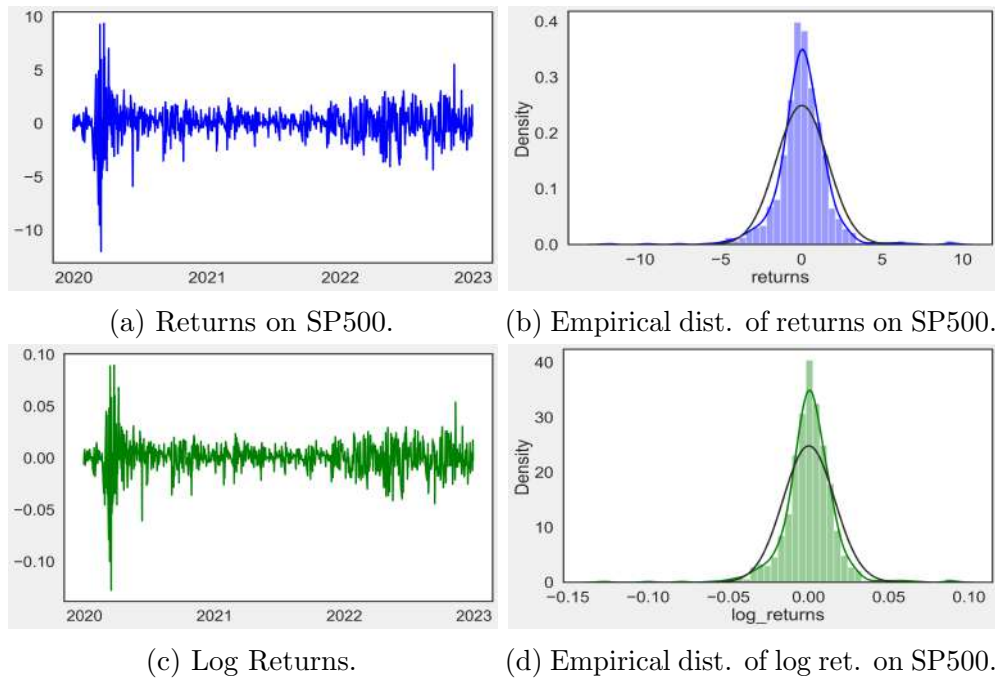 10
5
0
−5
−10
2020 2021 2022 2023
(a) Returns on SP500.
0.4
0.3
0.2
0.1
0.0
Density
−10 −5 0 5 10
returns
(b) Empirical dist. of returns on SP500.
0.10
0.05
0.00
−0.05
−0.10
2020 2021 2022 2023
(c) Log Returns.
40
30
20
10
0
Density
−0.15 −0.10 −0.05 0.00 0.05 0.10
log_returns
(d) Empirical dist. of log ret. on SP500.